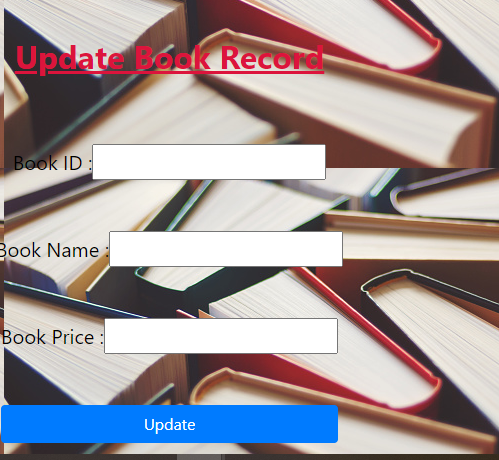 Update Book Record
Book ID :
Book Name :
Book Price :
Update